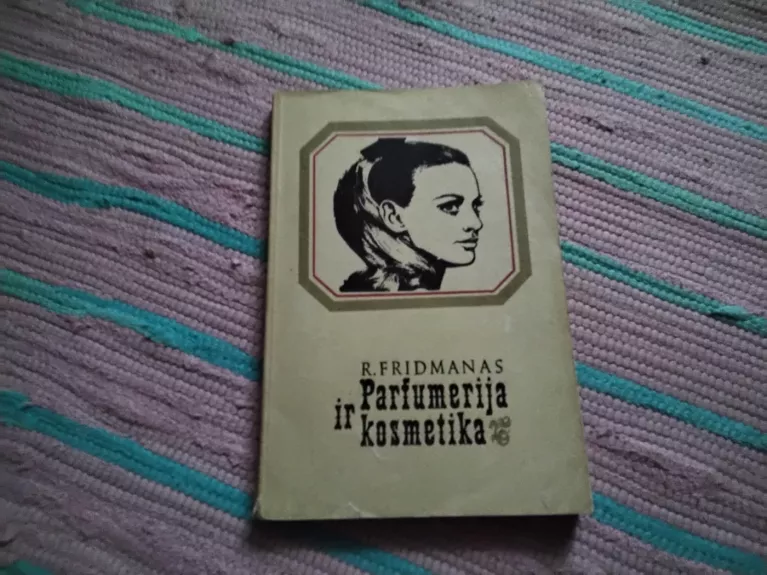 R.FRIDMANAS
Parfumerija
ir kosmetika